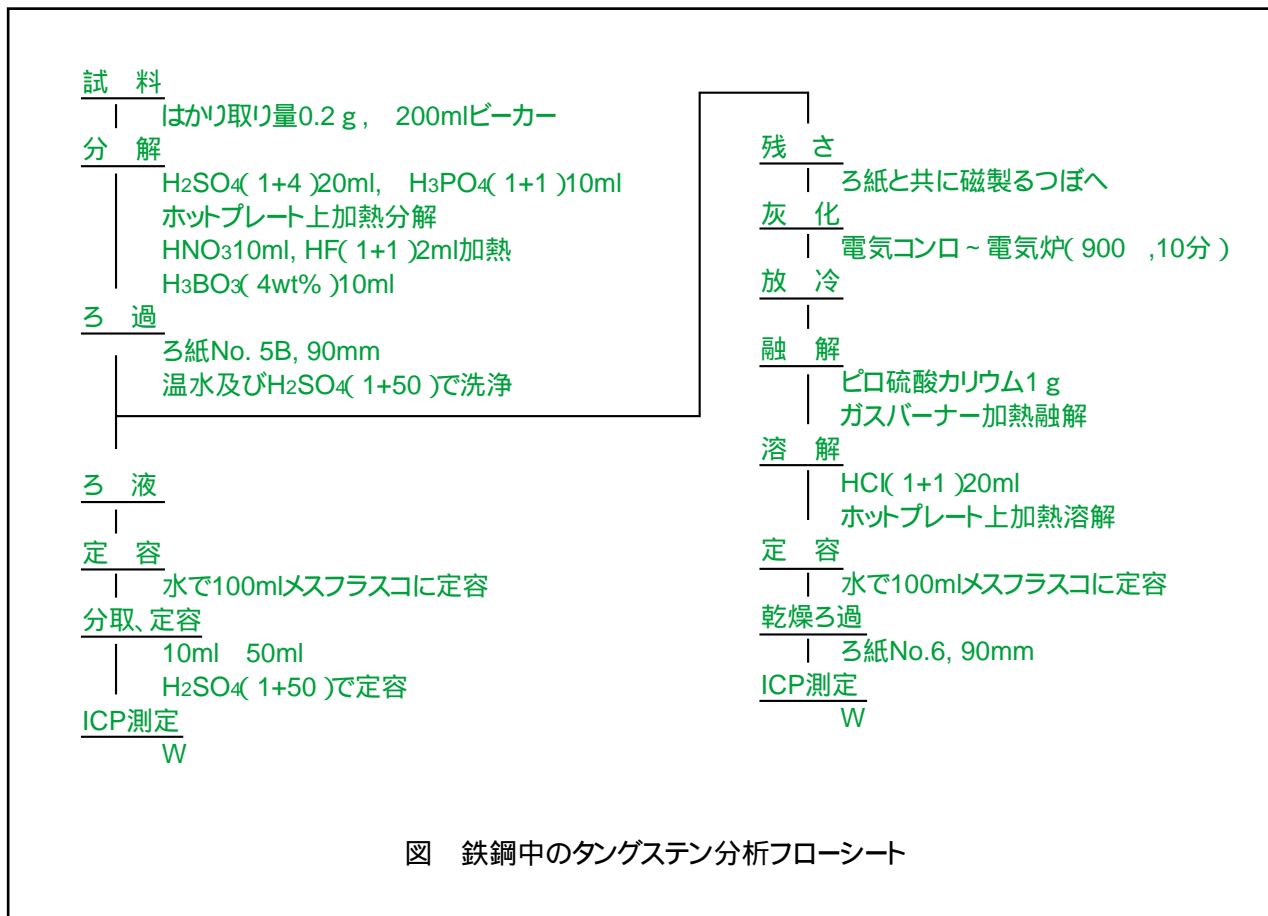 試　料
はかり取り量0.2 g ,　200mlビーカー
分　解
H2SO4( 1+4 )20ml,　H3PO4( 1+1 )10ml
ホットプレート上加熱分解
HNO310ml, HF( 1+1 )2ml加熱
H3BO3( 4wt% )10ml
ろ　過
ろ紙No. 5B, 90mm
温水及びH2SO4( 1+50 )で洗浄
ろ　液
定　容
水で100mlメスフラスコに定容
分取、定容
10ml　50ml
H2SO4( 1+50 )で定容
ICP測定
W
残　さ
ろ紙と共に磁製るつぼへ
灰　化
電気コンロ ~ 電気炉( 900　,10分 )
放　冷
融　解
ピロ硫酸カリウム1 g
ガスバーナー加熱融解
溶　解
HCl( 1+1 )20ml
ホットプレート上加熱溶解
定　容
水で100mlメスフラスコに定容
乾燥ろ過
ろ紙No.6, 90mm
ICP測定
W
図　鉄鋼中のタングステン分析フローシート